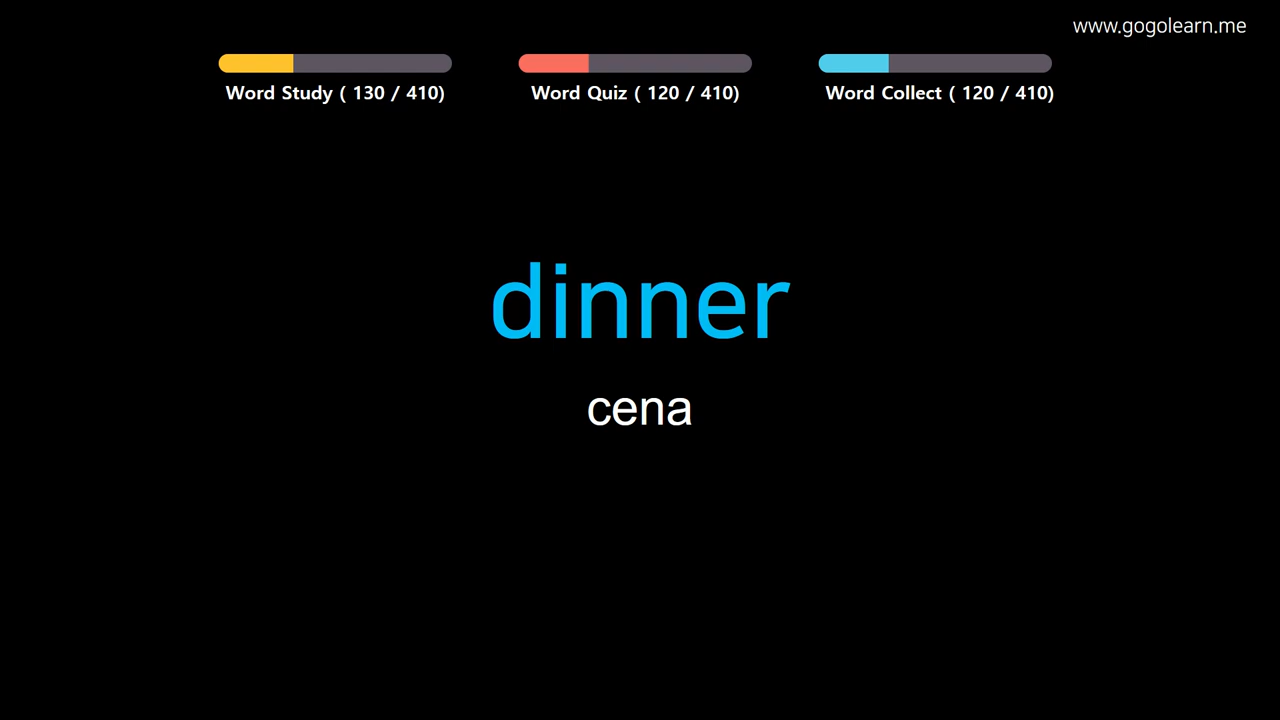 www.gogolearn.me
Word Study ( 130 / 410)
Word Quiz ( 120 / 410)
Word Collect ( 120 / 410)
dinner
cena